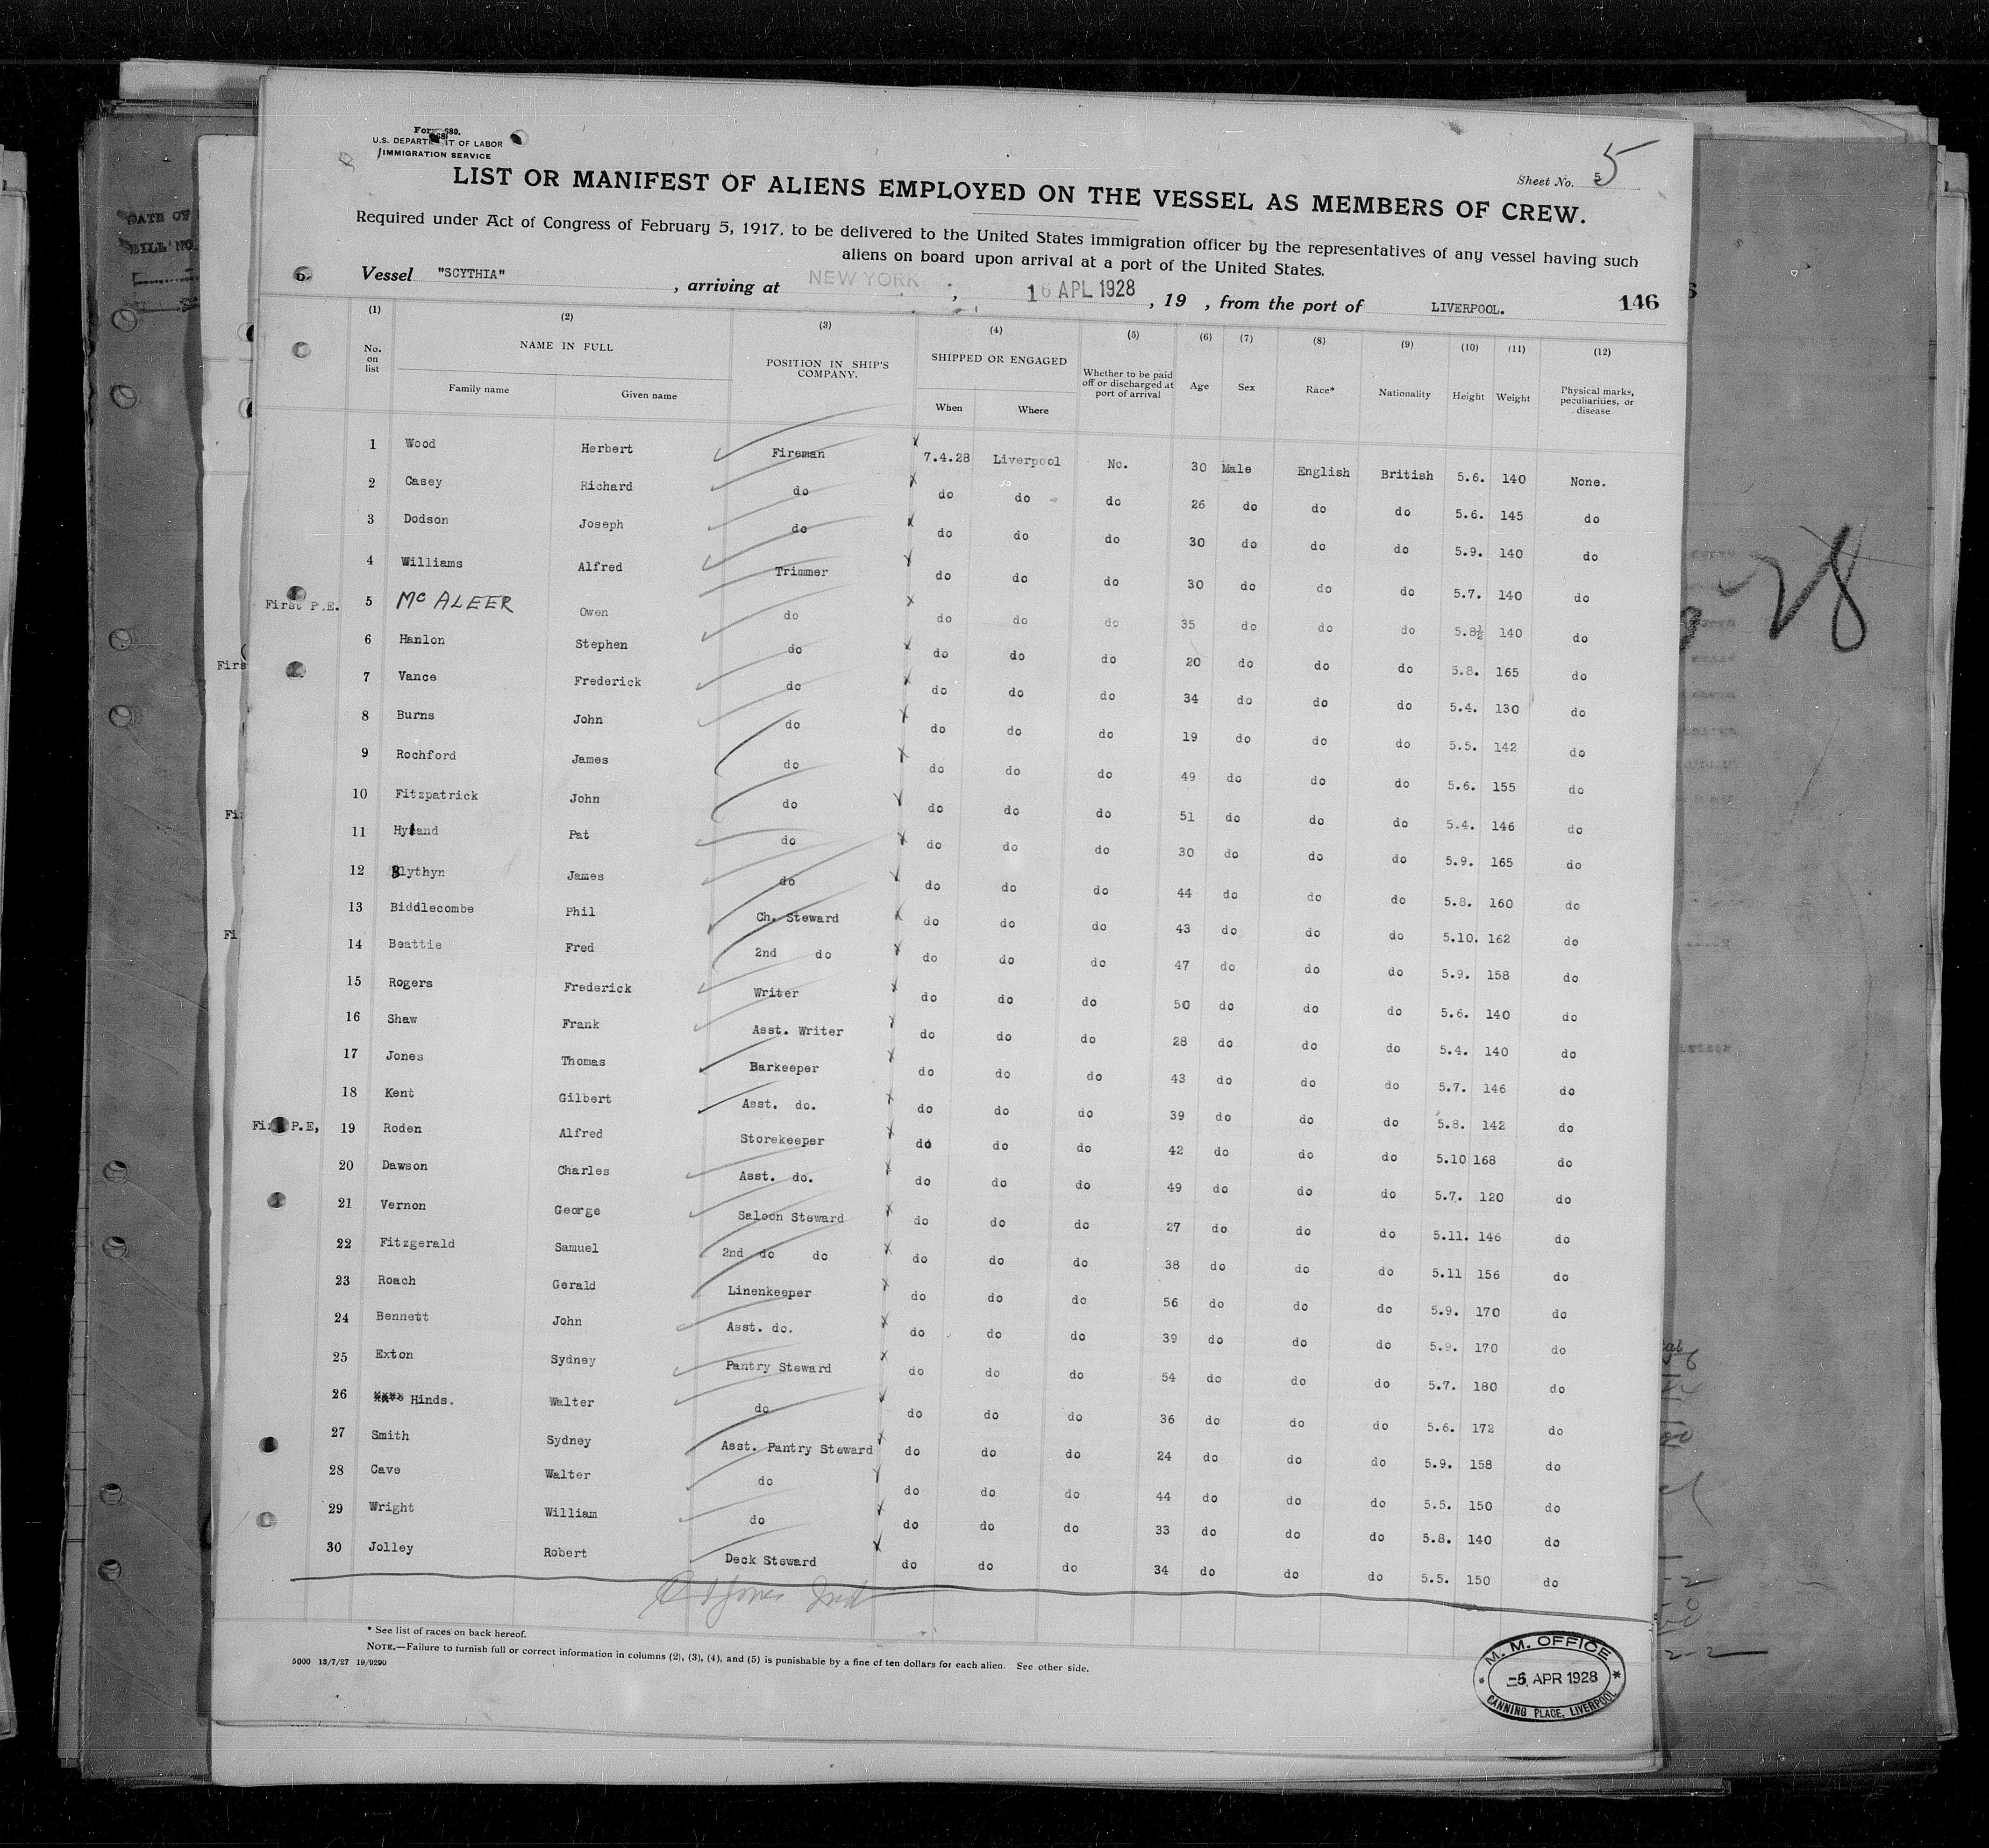 Form 680.
U.S. DEPARTMENT OF LABOR
IMMIGRATION SERVICE
5
Sheet No. 5
LIST OR MANIFEST OF ALIENS EMPLOYED ON THE VESSEL AS MEMBERS OF CREW.
Required under Act of Congress of February 5, 1917, to be delivered to the United States immigration officer by the representatives of any vessel having such
aliens on board upon arrival at a port of the United States.
Vessel "SCYTHIA", arriving at NEW YORK, 16 APL 1928, 19 , from the port of LIVERPOOL. 146
(1) (2) (3) (4) (5) (6) (7) (8) (9) (10) (11) (12)
No. on list NAME IN FULL Family name Given name POSITION IN SHIP'S COMPANY. SHIPPED OR ENGAGED When Where Whether to be paid off or discharged at port of arrival Age Sex Race* Nationality Height Weight Physical marks, peculiarities, or disease
1 Wood Herbert Fireman 7.4.28 Liverpool No. 30 Male English British 5.6. 140 None.
2 Casey Richard do do do do 26 do do do 5.6. 145 do
3 Dodson Joseph do do do do 30 do do do 5.9. 140 do
4 Williams Alfred Trimmer do do do 30 do do do 5.7. 140 do
First P.E. 5 McALEER Owen do do do do 35 do do do 5.8½ 140 do
6 Hanlon Stephen do do do do 20 do do do 5.8. 165 do
7 Vance Frederick do do do do 34 do do do 5.4. 130 do
8 Burns John do do do do 19 do do do 5.5. 142 do
9 Rochford James do do do do 49 do do do 5.6. 155 do
10 Fitzpatrick John do do do do 51 do do do 5.4. 146 do
11 Hyland Pat do do do do 30 do do do 5.9. 165 do
12 Blythyn James do do do do 44 do do do 5.8. 160 do
13 Biddlecombe Phil Ch. Steward do do do 43 do do do 5.10. 162 do
14 Beattie Fred 2nd do do do do 47 do do do 5.9. 158 do
15 Rogers Frederick Writer do do do 50 do do do 5.6. 140 do
16 Shaw Frank Asst. Writer do do do 28 do do do 5.4. 140 do
17 Jones Thomas Barkeeper do do do 43 do do do 5.7. 146 do
18 Kent Gilbert Asst. do. do do do 39 do do do 5.8. 142 do
First P.E, 19 Roden Alfred Storekeeper do do do 42 do do do 5.10 168 do
20 Dawson Charles Asst. do. do do do 49 do do do 5.7. 120 do
21 Vernon George Saloon Steward do do do 27 do do do 5.11. 146 do
22 Fitzgerald Samuel 2nd do do do do do 38 do do do 5.11 156 do
23 Roach Gerald Linenkeeper do do do 56 do do do 5.9. 170 do
24 Bennett John Asst. do. do do do 39 do do do 5.9. 170 do
25 Exton Sydney Pantry Steward do do do 54 do do do 5.7. 180 do
26 Hinds. Walter do do do do 36 do do do 5.6. 172 do
27 Smith Sydney Asst. Pantry Steward do do do 24 do do do 5.9. 158 do
28 Cave Walter do do do do 44 do do do 5.5. 150 do
29 Wright William do do do do 33 do do do 5.8. 140 do
30 Jolley Robert Deck Steward do do do 34 do do do 5.5. 150 do
* See list of races on back hereof.
NOTE.—Failure to furnish full or correct information in columns (2), (3), (4), and (5) is punishable by a fine of ten dollars for each alien. See other side.
5000 13/7/27 19/9290
M. M. OFFICE
-5 APR 1928
CANNING PLACE, LIVERPOOL
DATE OF
BILL NO.
28